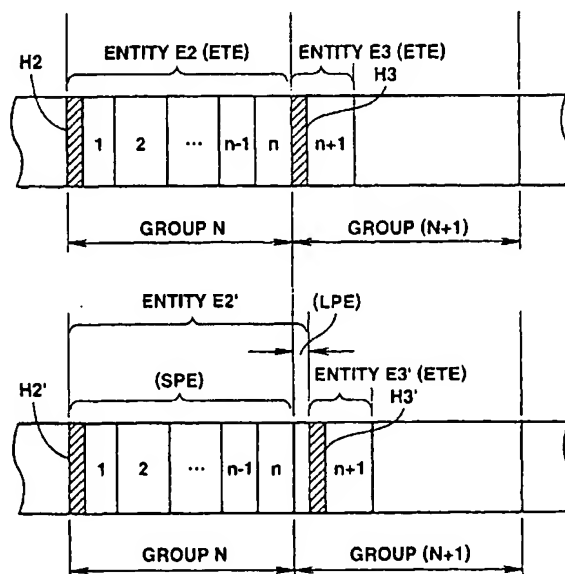 ENTITY E2 (ETE) ENTITY E3 (ETE)
H2 H3
1 2 ... n-1 n n+1
GROUP N GROUP (N+1)
ENTITY E2' (LPE)
(SPE) ENTITY E3' (ETE)
H2' H3'
1 2 ... n-1 n n+1
GROUP N GROUP (N+1)